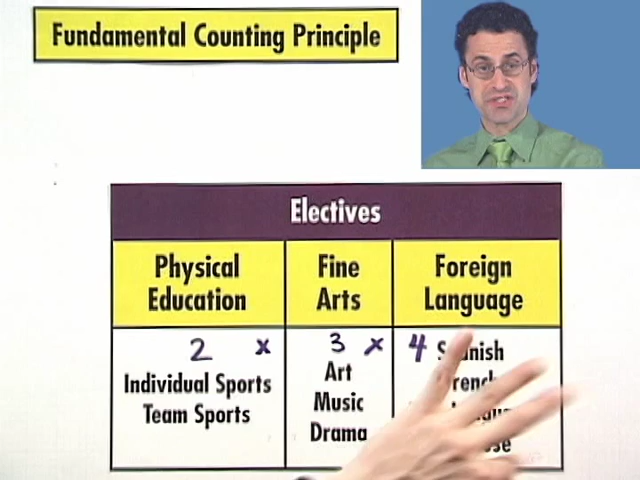 Fundamental Counting Principle
Electives
Physical
Education
Fine
Arts
Foreign
Language
2 x
3 x
4
Individual Sports
Team Sports
Art
Music
Drama